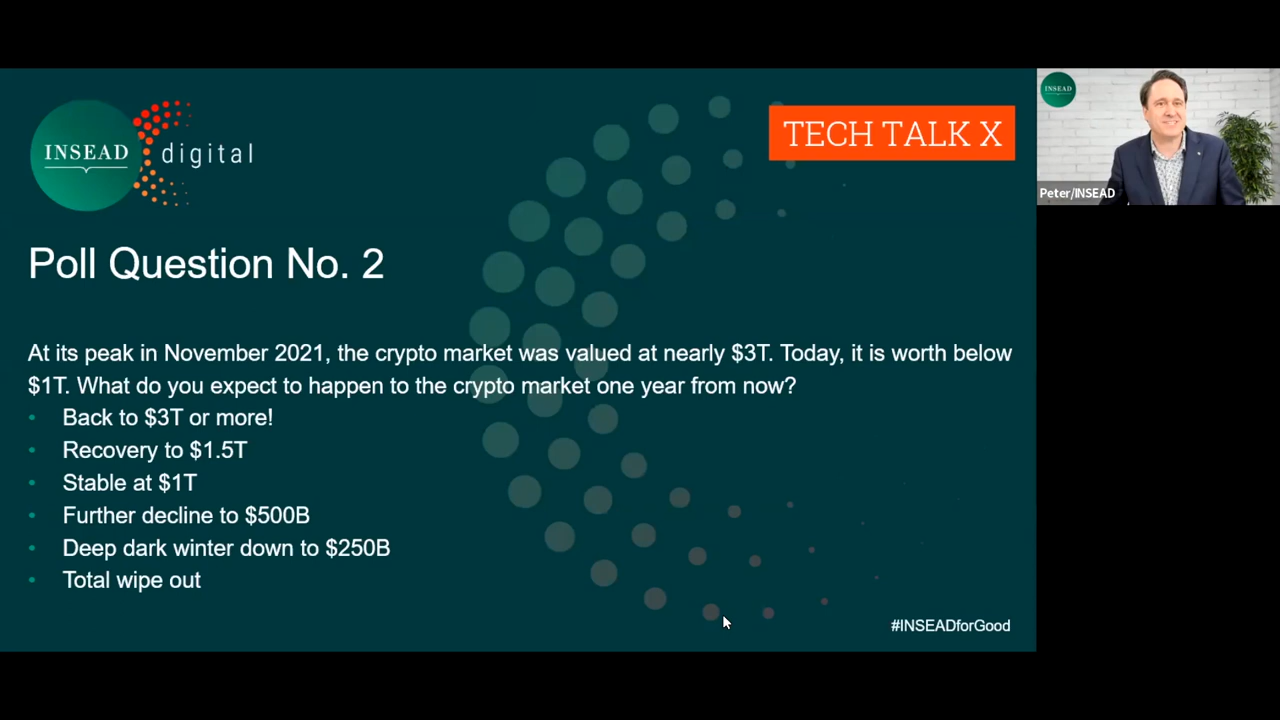 INSEAD
digital
TECH TALK X
INSEAD
Peter/INSEAD
Poll Question No. 2
At its peak in November 2021, the crypto market was valued at nearly $3T. Today, it is worth below
$1T. What do you expect to happen to the crypto market one year from now?
• Back to $3T or more!
• Recovery to $1.5T
• Stable at $1T
• Further decline to $500B
• Deep dark winter down to $250B
• Total wipe out
#INSEADforGood